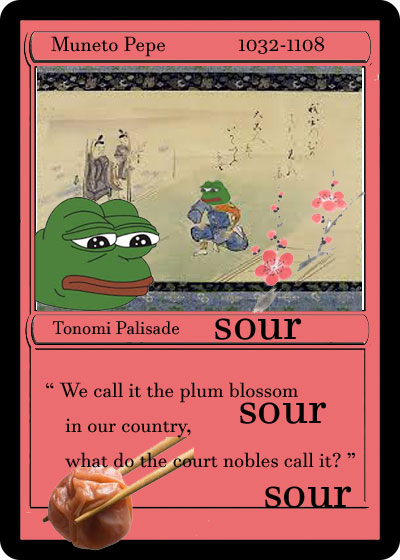 Muneto Pepe 1032-1108
Tonomi Palisade sour
“ We call it the plum blossom
sour
in our country,
what do the court nobles call it? ”
sour